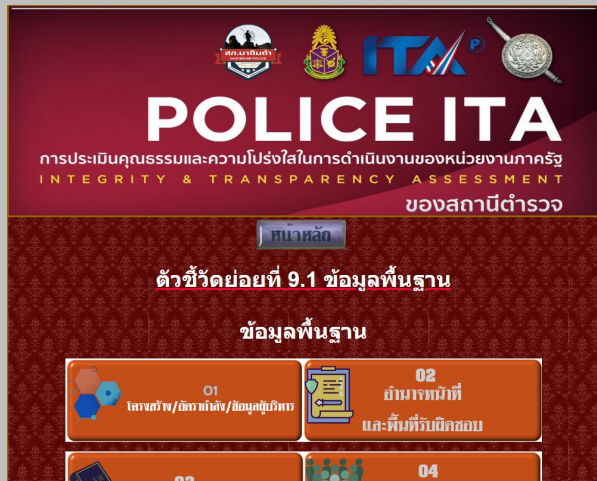 สภ.นาดินดำ
NADINDAM POLICE
ITA P
POLICE ITA
การประเมินคุณธรรมและความโปร่งใสในการดำเนินงานของหน่วยงานภาครัฐ
INTEGRITY & TRANSPARENCY ASSESSMENT
ของสถานีตำรวจ
หน้าหลัก
ตัวชี้วัดย่อยที่ 9.1 ข้อมูลพื้นฐาน
ข้อมูลพื้นฐาน
01
โครงสร้าง/อัตรากำลัง/ข้อมูลผู้บริหาร
02
อำนาจหน้าที่
และพื้นที่รับผิดชอบ
03
04